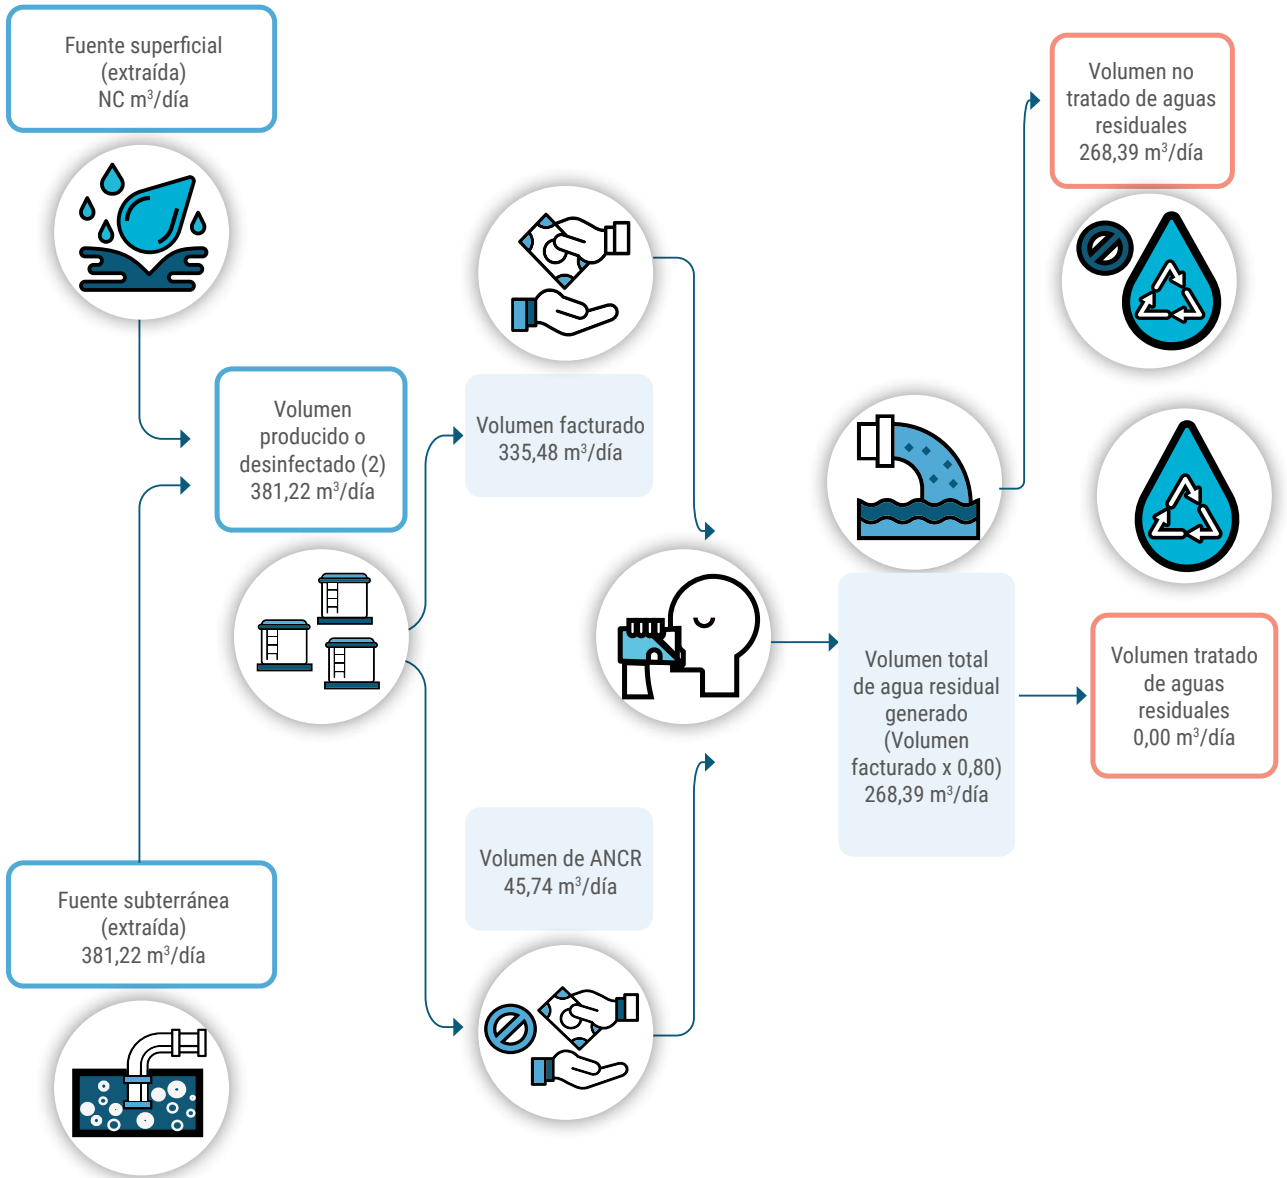 Fuente superficial
(extraída)
NC m³/día
Fuente subterránea
(extraída)
381,22 m³/día
Volumen
producido o
desinfectado (2)
381,22 m³/día
Volumen facturado
335,48 m³/día
Volumen de ANCR
45,74 m³/día
Volumen total
de agua residual
generado
(Volumen
facturado x 0,80)
268,39 m³/día
Volumen no
tratado de aguas
residuales
268,39 m³/día
Volumen tratado
de aguas
residuales
0,00 m³/día